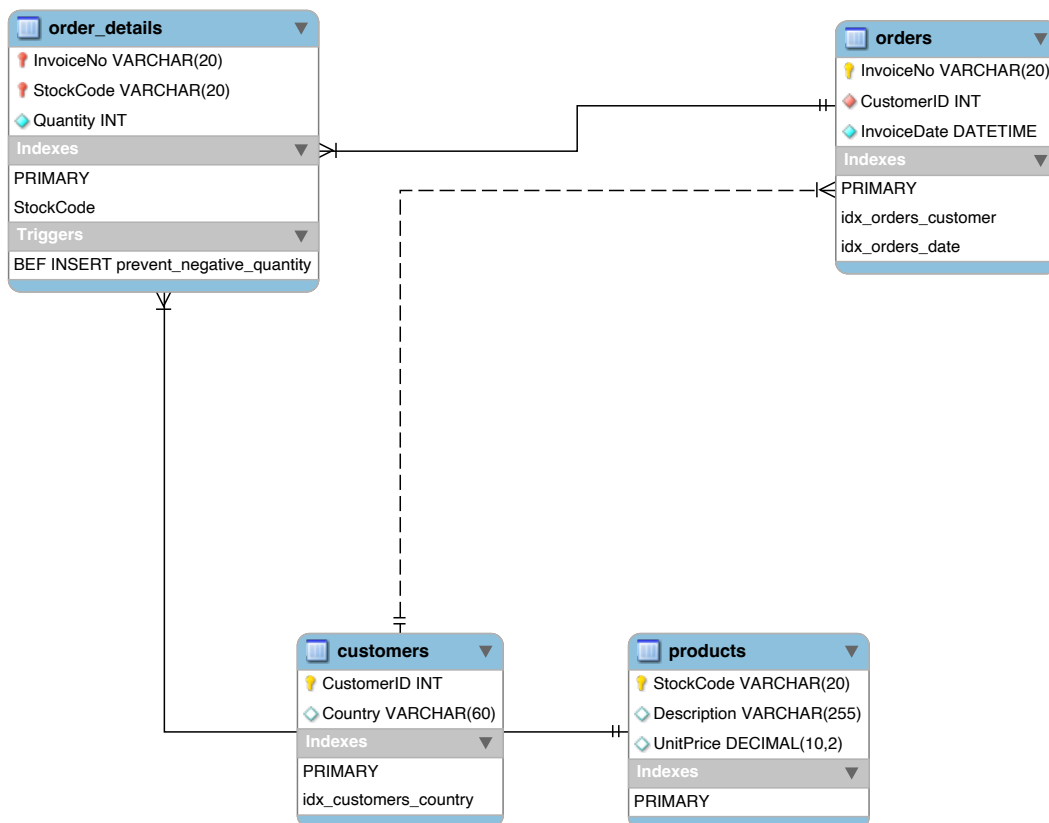 order_details
InvoiceNo VARCHAR(20)
StockCode VARCHAR(20)
Quantity INT
Indexes
PRIMARY
StockCode
Triggers
BEF INSERT prevent_negative_quantity
orders
InvoiceNo VARCHAR(20)
CustomerID INT
InvoiceDate DATETIME
Indexes
PRIMARY
idx_orders_customer
idx_orders_date
customers
CustomerID INT
Country VARCHAR(60)
Indexes
PRIMARY
idx_customers_country
products
StockCode VARCHAR(20)
Description VARCHAR(255)
UnitPrice DECIMAL(10,2)
Indexes
PRIMARY